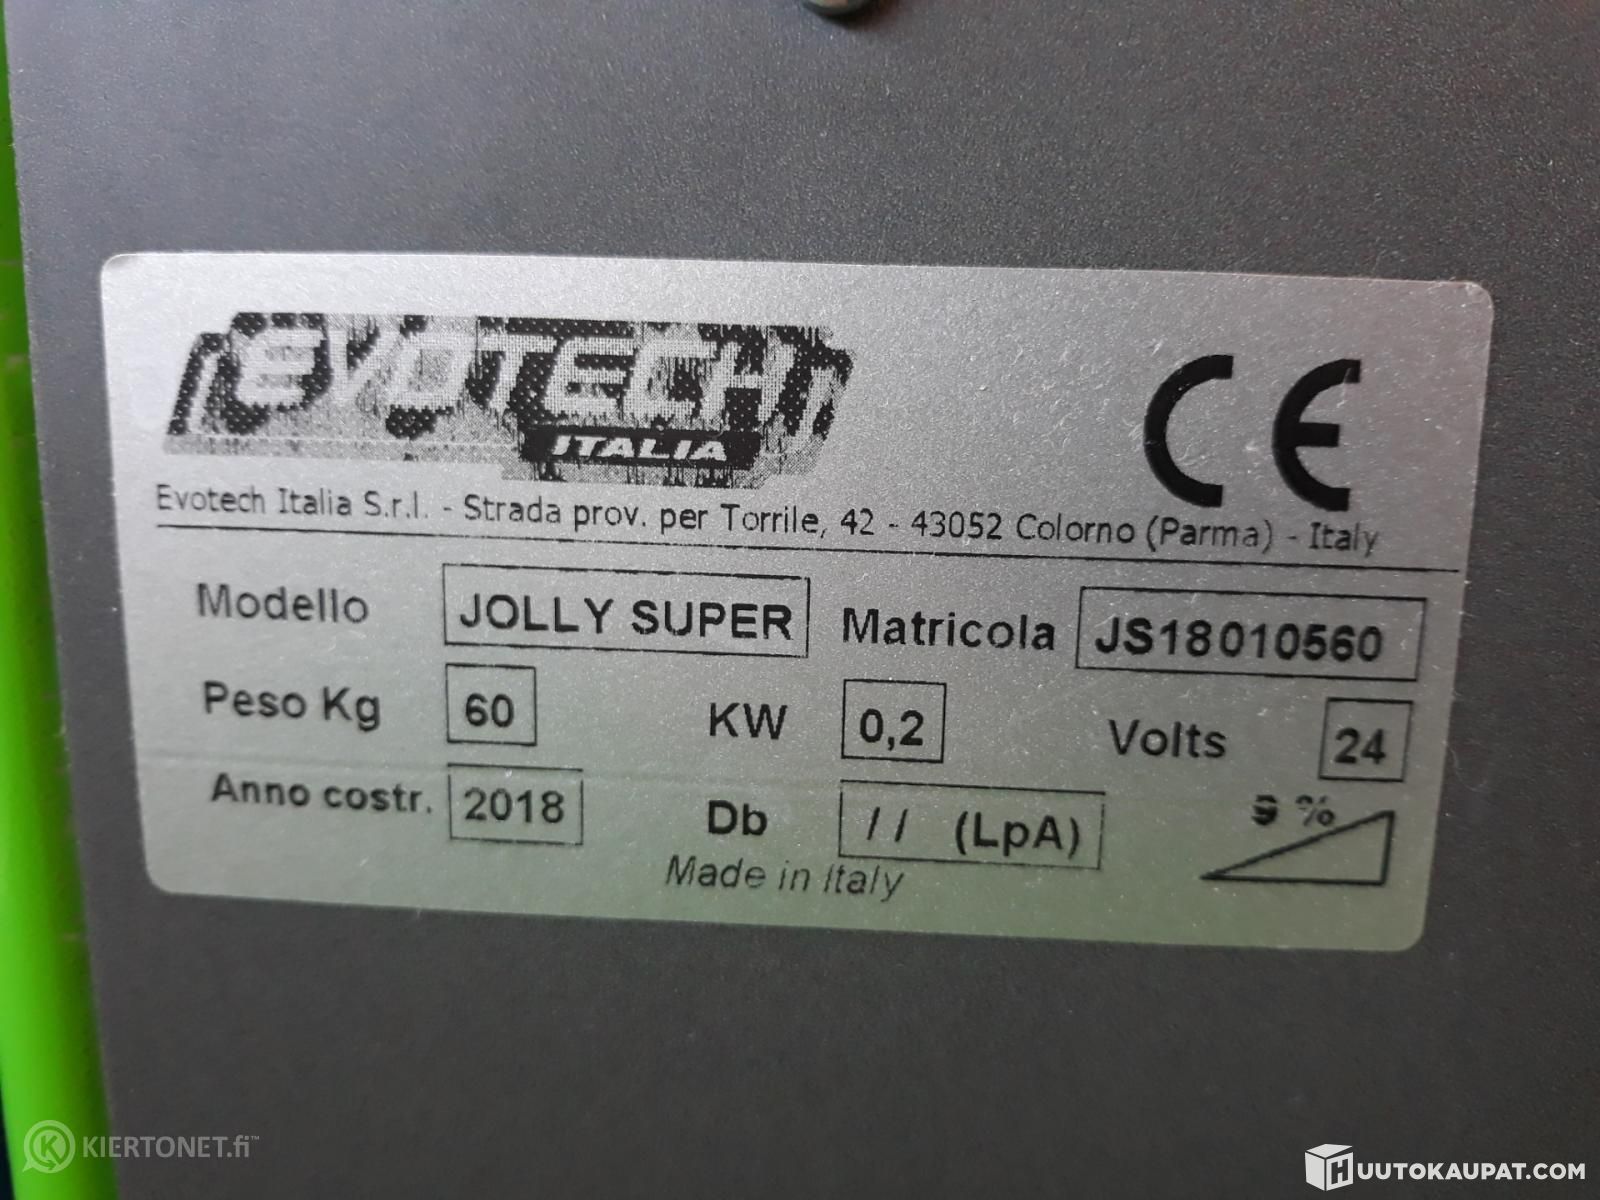 EVOTECH
ITALIA
CE
Evotech Italia S.r.l. - Strada prov. per Torrile, 42 - 43052 Colorno (Parma) - Italy
Modello JOLLY SUPER Matricola JS18010560
Peso Kg 60 KW 0,2 Volts 24
Anno costr. 2018 Db // (LpA) 9 %
Made in Italy
KIERTONET.fi™
HUUTOKAUPAT.COM